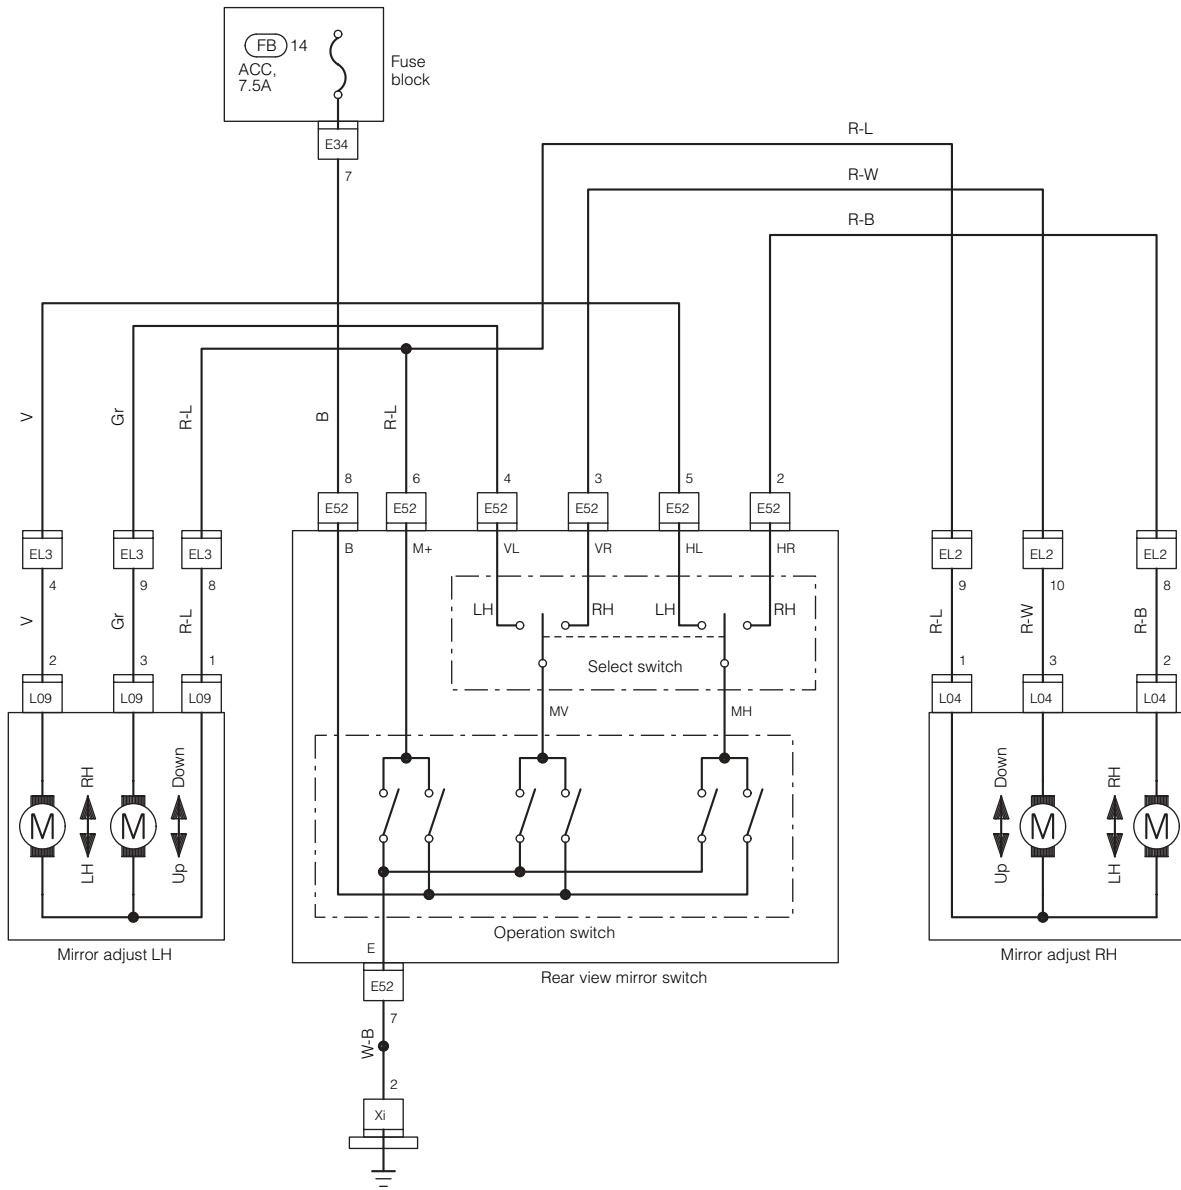 FB 14
ACC,
7.5A
Fuse
block
E34
7
R-L
R-W
R-B
V
Gr
R-L
B
R-L
8
6
4
3
5
2
E52
E52
E52
E52
E52
E52
EL3
EL3
EL3
EL2
EL2
EL2
B
M+
VL
VR
HL
HR
4
9
8
9
10
8
V
Gr
R-L
LH
RH
LH
RH
R-L
R-W
R-B
Select switch
2
3
1
1
3
2
L09
L09
L09
L04
L04
L04
MV
MH
RH
Down
Down
RH
M
M
M
M
LH
Up
Up
LH
Operation switch
E
Mirror adjust LH
Mirror adjust RH
Rear view mirror switch
E52
7
W-B
2
Xi